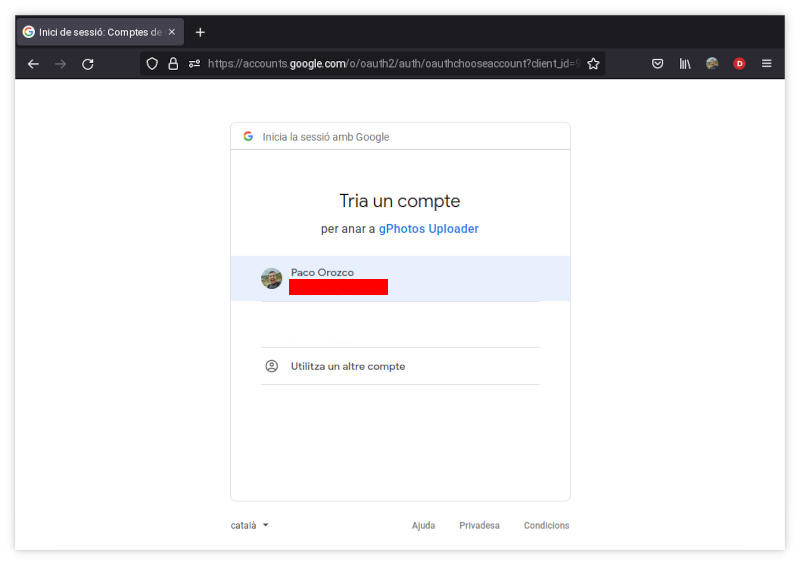 Inici de sessió: Comptes de
https://accounts.google.com/o/oauth2/auth/oauthchooseaccount?client_id=9
D
Inicia la sessió amb Google
Tria un compte
per anar a gPhotos Uploader
Paco Orozco
Utilitza un altre compte
català
Ajuda Privadesa Condicions